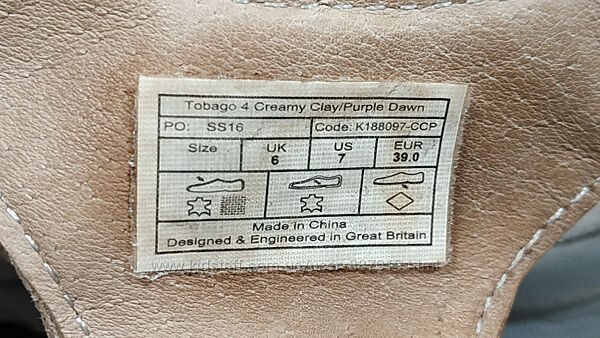 Tobago 4 Creamy Clay/Purple Dawn
PO: SS16 Code: K188097-CCP
Size UK 6 US 7 EUR 39.0
Made in China
Designed & Engineered in Great Britain